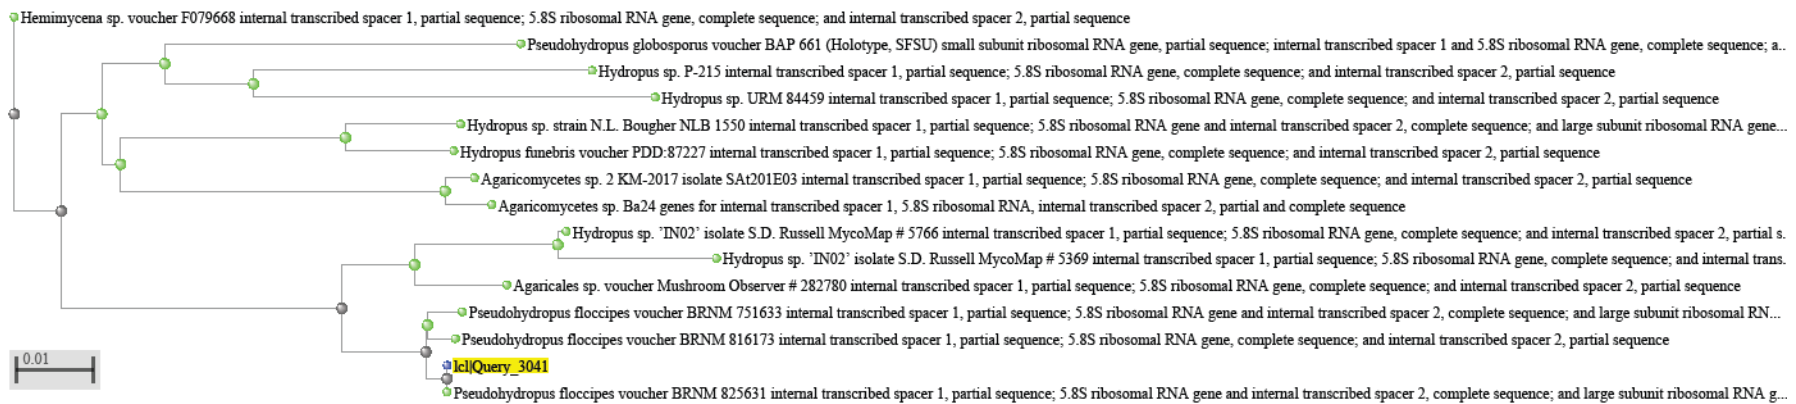 Hemimycena sp. voucher F079668 internal transcribed spacer 1, partial sequence; 5.8S ribosomal RNA gene, complete sequence; and internal transcribed spacer 2, partial sequence
Pseudohydropus globosporus voucher BAP 661 (Holotype, SFSU) small subunit ribosomal RNA gene, partial sequence; internal transcribed spacer 1 and 5.8S ribosomal RNA gene, complete sequence; a..
Hydropus sp. P-215 internal transcribed spacer 1, partial sequence; 5.8S ribosomal RNA gene, complete sequence; and internal transcribed spacer 2, partial sequence
Hydropus sp. URM 84459 internal transcribed spacer 1, partial sequence; 5.8S ribosomal RNA gene, complete sequence; and internal transcribed spacer 2, partial sequence
Hydropus sp. strain N.L. Bougher NLB 1550 internal transcribed spacer 1, partial sequence; 5.8S ribosomal RNA gene and internal transcribed spacer 2, complete sequence; and large subunit ribosomal RNA gene...
Hydropus funebris voucher PDD:87227 internal transcribed spacer 1, partial sequence; 5.8S ribosomal RNA gene, complete sequence; and internal transcribed spacer 2, partial sequence
Agaricomycetes sp. 2 KM-2017 isolate SAt201E03 internal transcribed spacer 1, partial sequence; 5.8S ribosomal RNA gene, complete sequence; and internal transcribed spacer 2, partial sequence
Agaricomycetes sp. Ba24 genes for internal transcribed spacer 1, 5.8S ribosomal RNA, internal transcribed spacer 2, partial and complete sequence
Hydropus sp. 'IN02' isolate S.D. Russell MycoMap # 5766 internal transcribed spacer 1, partial sequence; 5.8S ribosomal RNA gene, complete sequence; and internal transcribed spacer 2, partial s.
Hydropus sp. 'IN02' isolate S.D. Russell MycoMap # 5369 internal transcribed spacer 1, partial sequence; 5.8S ribosomal RNA gene, complete sequence; and internal trans.
Agaricales sp. voucher Mushroom Observer # 282780 internal transcribed spacer 1, partial sequence; 5.8S ribosomal RNA gene, complete sequence; and internal transcribed spacer 2, partial sequence
Pseudohydropus floccipes voucher BRNM 751633 internal transcribed spacer 1, partial sequence; 5.8S ribosomal RNA gene and internal transcribed spacer 2, complete sequence; and large subunit ribosomal RN...
Pseudohydropus floccipes voucher BRNM 816173 internal transcribed spacer 1, partial sequence; 5.8S ribosomal RNA gene, complete sequence; and internal transcribed spacer 2, partial sequence
0.01
lcl|Query_3041
Pseudohydropus floccipes voucher BRNM 825631 internal transcribed spacer 1, partial sequence; 5.8S ribosomal RNA gene and internal transcribed spacer 2, complete sequence; and large subunit ribosomal RNA g...